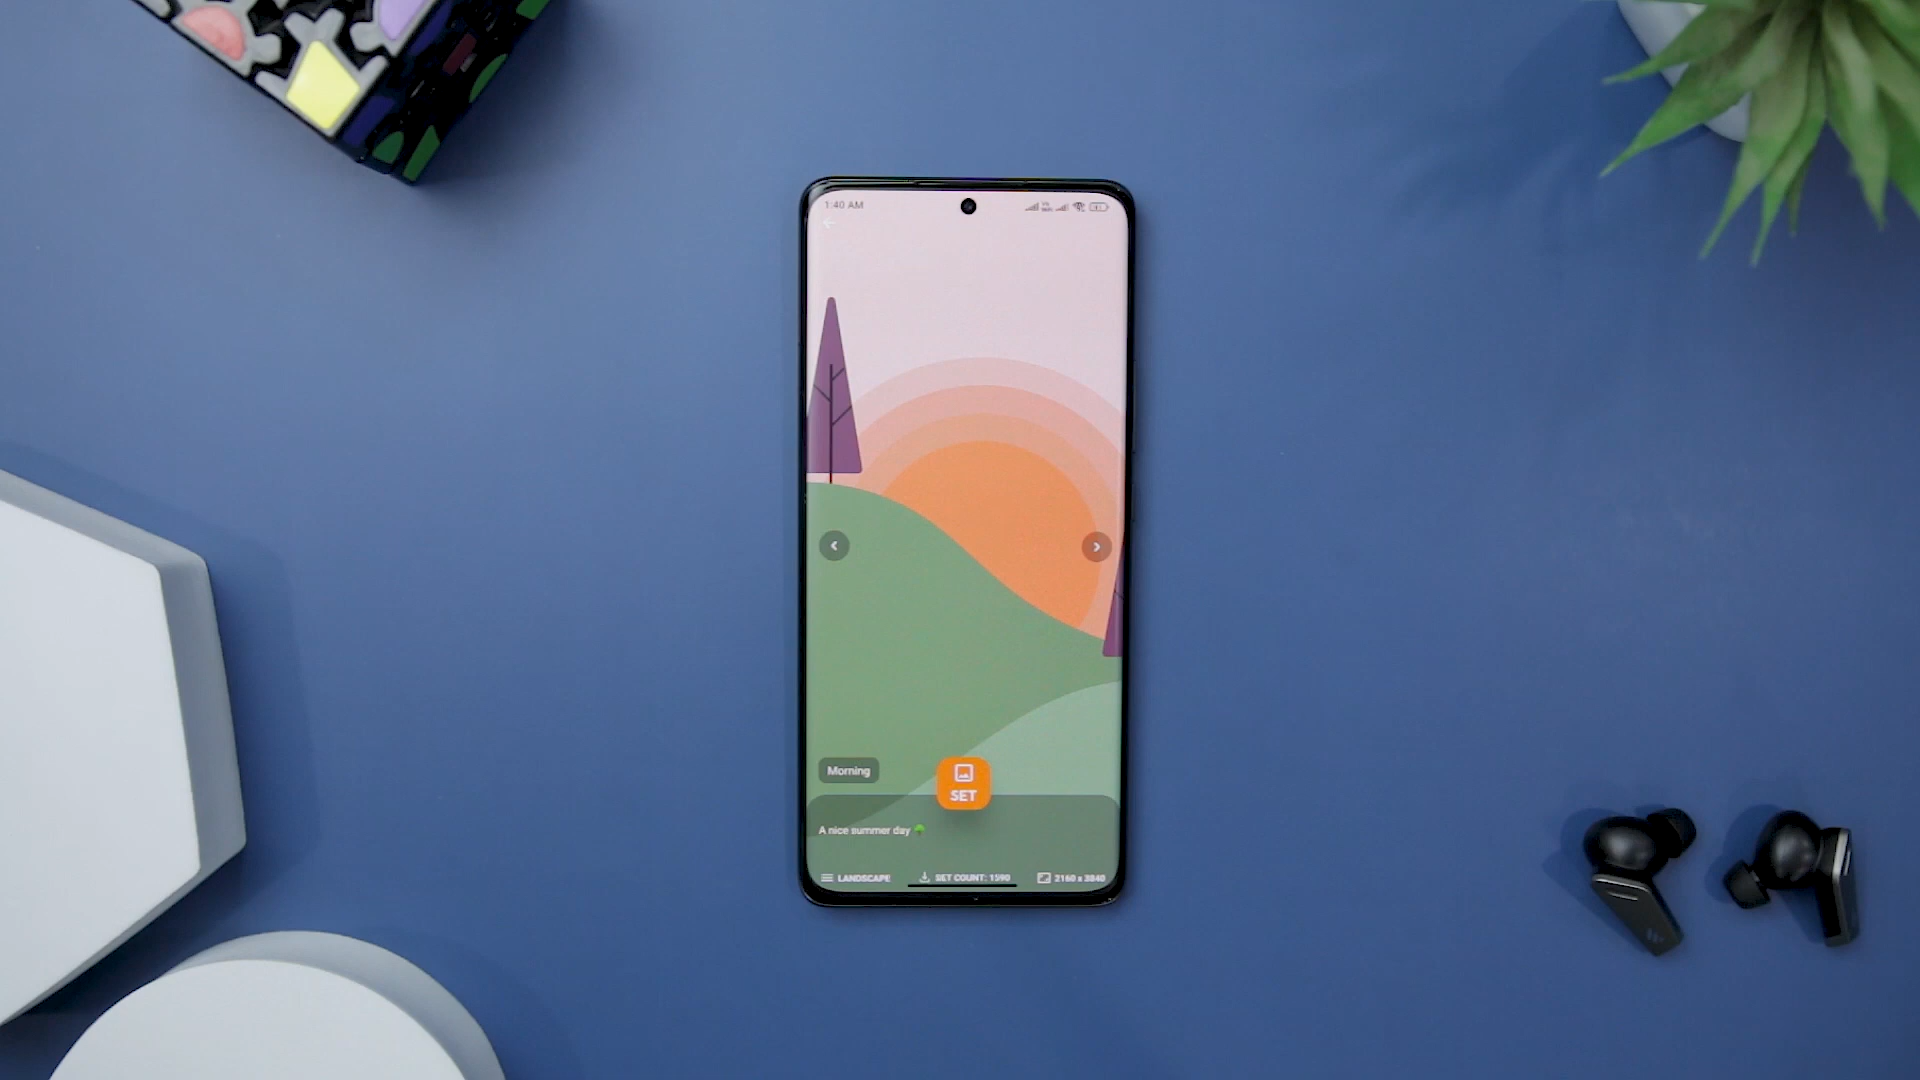 1:40 AM
Morning
SET
A nice summer day
LANDSCAPE
SET COUNT: 1590
2160 x 3840